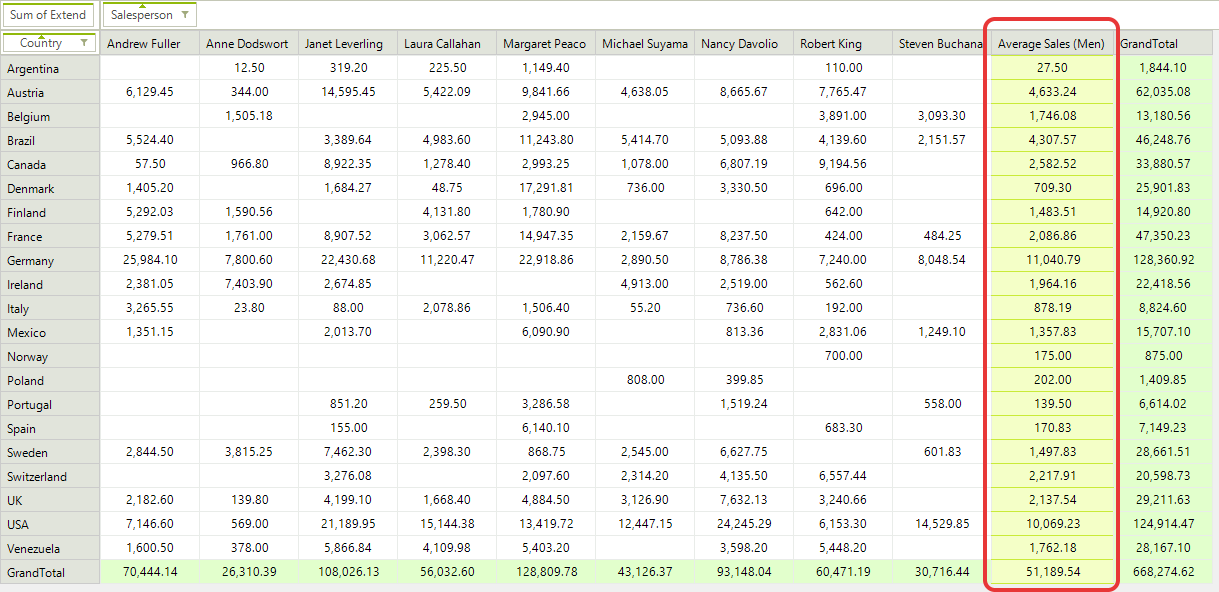 Sum of Extend Salesperson
Country Andrew Fuller Anne Dodswort Janet Leverling Laura Callahan Margaret Peaco Michael Suyama Nancy Davolio Robert King Steven Buchana Average Sales (Men) GrandTotal
Argentina 12.50 319.20 225.50 1,149.40 110.00 27.50 1,844.10
Austria 6,129.45 344.00 14,595.45 5,422.09 9,841.66 4,638.05 8,665.67 7,765.47 4,633.24 62,035.08
Belgium 1,505.18 2,945.00 3,891.00 3,093.30 1,746.08 13,180.56
Brazil 5,524.40 3,389.64 4,983.60 11,243.80 5,414.70 5,093.88 4,139.60 2,151.57 4,307.57 46,248.76
Canada 57.50 966.80 8,922.35 1,278.40 2,993.25 1,078.00 6,807.19 9,194.56 2,582.52 33,880.57
Denmark 1,405.20 1,684.27 48.75 17,291.81 736.00 3,330.50 696.00 709.30 25,901.83
Finland 5,292.03 1,590.56 4,131.80 1,780.90 642.00 1,483.51 14,920.80
France 5,279.51 1,761.00 8,907.52 3,062.57 14,947.35 2,159.67 8,237.50 424.00 484.25 2,086.86 47,350.23
Germany 25,984.10 7,800.60 22,430.68 11,220.47 22,918.86 2,890.50 8,786.38 7,240.00 8,048.54 11,040.79 128,360.92
Ireland 2,381.05 7,403.90 2,674.85 4,913.00 2,519.00 562.60 1,964.16 22,418.56
Italy 3,265.55 23.80 88.00 2,078.86 1,506.40 55.20 736.60 192.00 878.19 8,824.60
Mexico 1,351.15 2,013.70 6,090.90 813.36 2,831.06 1,249.10 1,357.83 15,707.10
Norway 700.00 175.00 875.00
Poland 808.00 399.85 202.00 1,409.85
Portugal 851.20 259.50 3,286.58 1,519.24 558.00 139.50 6,614.02
Spain 155.00 6,140.10 683.30 170.83 7,149.23
Sweden 2,844.50 3,815.25 7,462.30 2,398.30 868.75 2,545.00 6,627.75 601.83 1,497.83 28,661.51
Switzerland 3,276.08 2,097.60 2,314.20 4,135.50 6,557.44 2,217.91 20,598.73
UK 2,182.60 139.80 4,199.10 1,668.40 4,884.50 3,126.90 7,632.13 3,240.66 2,137.54 29,211.63
USA 7,146.60 569.00 21,189.95 15,144.38 13,419.72 12,447.15 24,245.29 6,153.30 14,529.85 10,069.23 124,914.47
Venezuela 1,600.50 378.00 5,866.84 4,109.98 5,403.20 3,598.20 5,448.20 1,762.18 28,167.10
GrandTotal 70,444.14 26,310.39 108,026.13 56,032.60 128,809.78 43,126.37 93,148.04 60,471.19 30,716.44 51,189.54 668,274.62